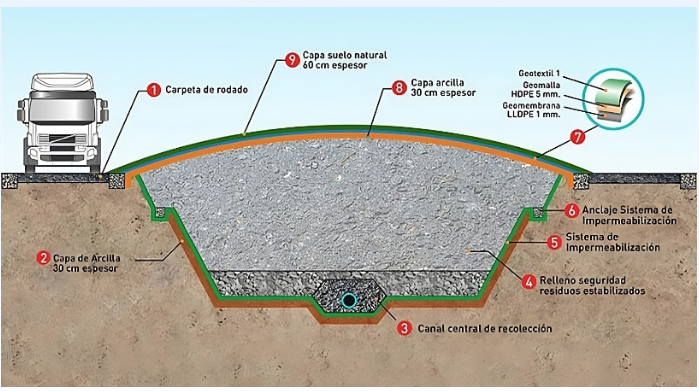 9 Capa suelo natural
60 cm espesor
1 Carpeta de rodado
8 Capa arcilla
30 cm espesor
Geotextil 1
Geomalla
HDPE 5 mm.
Geomembrana
LLDPE 1 mm.
7
6 Anclaje Sistema de
Impermeabilización
5 Sistema de
Impermeabilización
2 Capa de Arcilla
30 cm espesor
4 Relleno seguridad
residuos estabilizados
3 Canal central de recolección